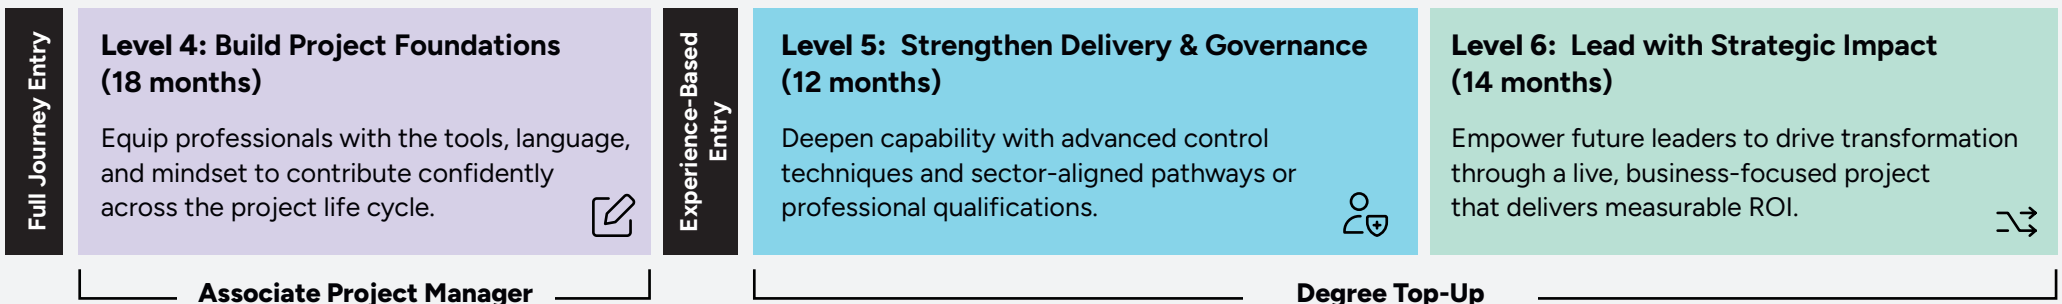 Full Journey Entry
Level 4: Build Project Foundations
(18 months)
Equip professionals with the tools, language,
and mindset to contribute confidently
across the project life cycle.
Associate Project Manager
Experience-Based
Entry
Level 5: Strengthen Delivery & Governance
(12 months)
Deepen capability with advanced control
techniques and sector-aligned pathways or
professional qualifications.
Level 6: Lead with Strategic Impact
(14 months)
Empower future leaders to drive transformation
through a live, business-focused project
that delivers measurable ROI.
Degree Top-Up